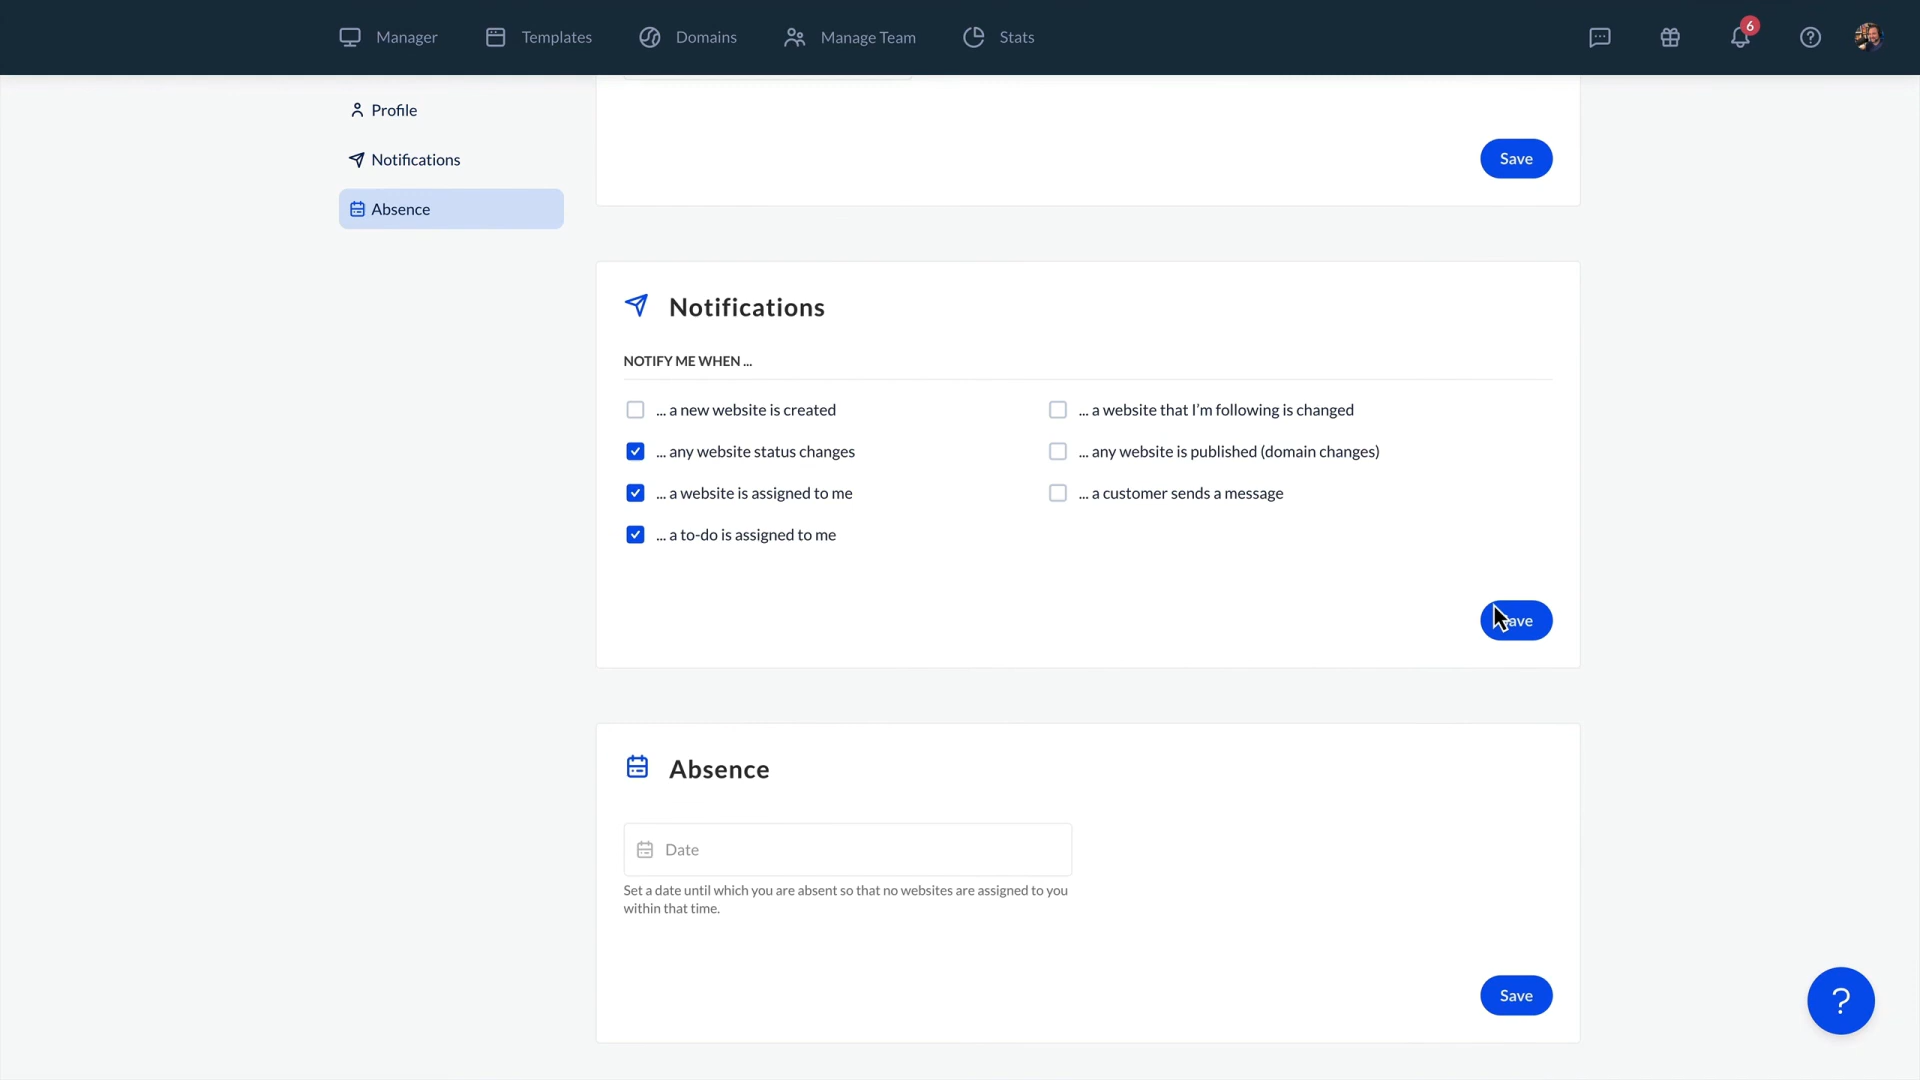 Manager
Templates
Domains
Manage Team
Stats
6
Profile
Notifications
Absence
Save
Notifications
NOTIFY ME WHEN ...
... a new website is created
... a website that I'm following is changed
... any website status changes
... any website is published (domain changes)
... a website is assigned to me
... a customer sends a message
... a to-do is assigned to me
Save
Absence
Date
Set a date until which you are absent so that no websites are assigned to you
within that time.
Save
?